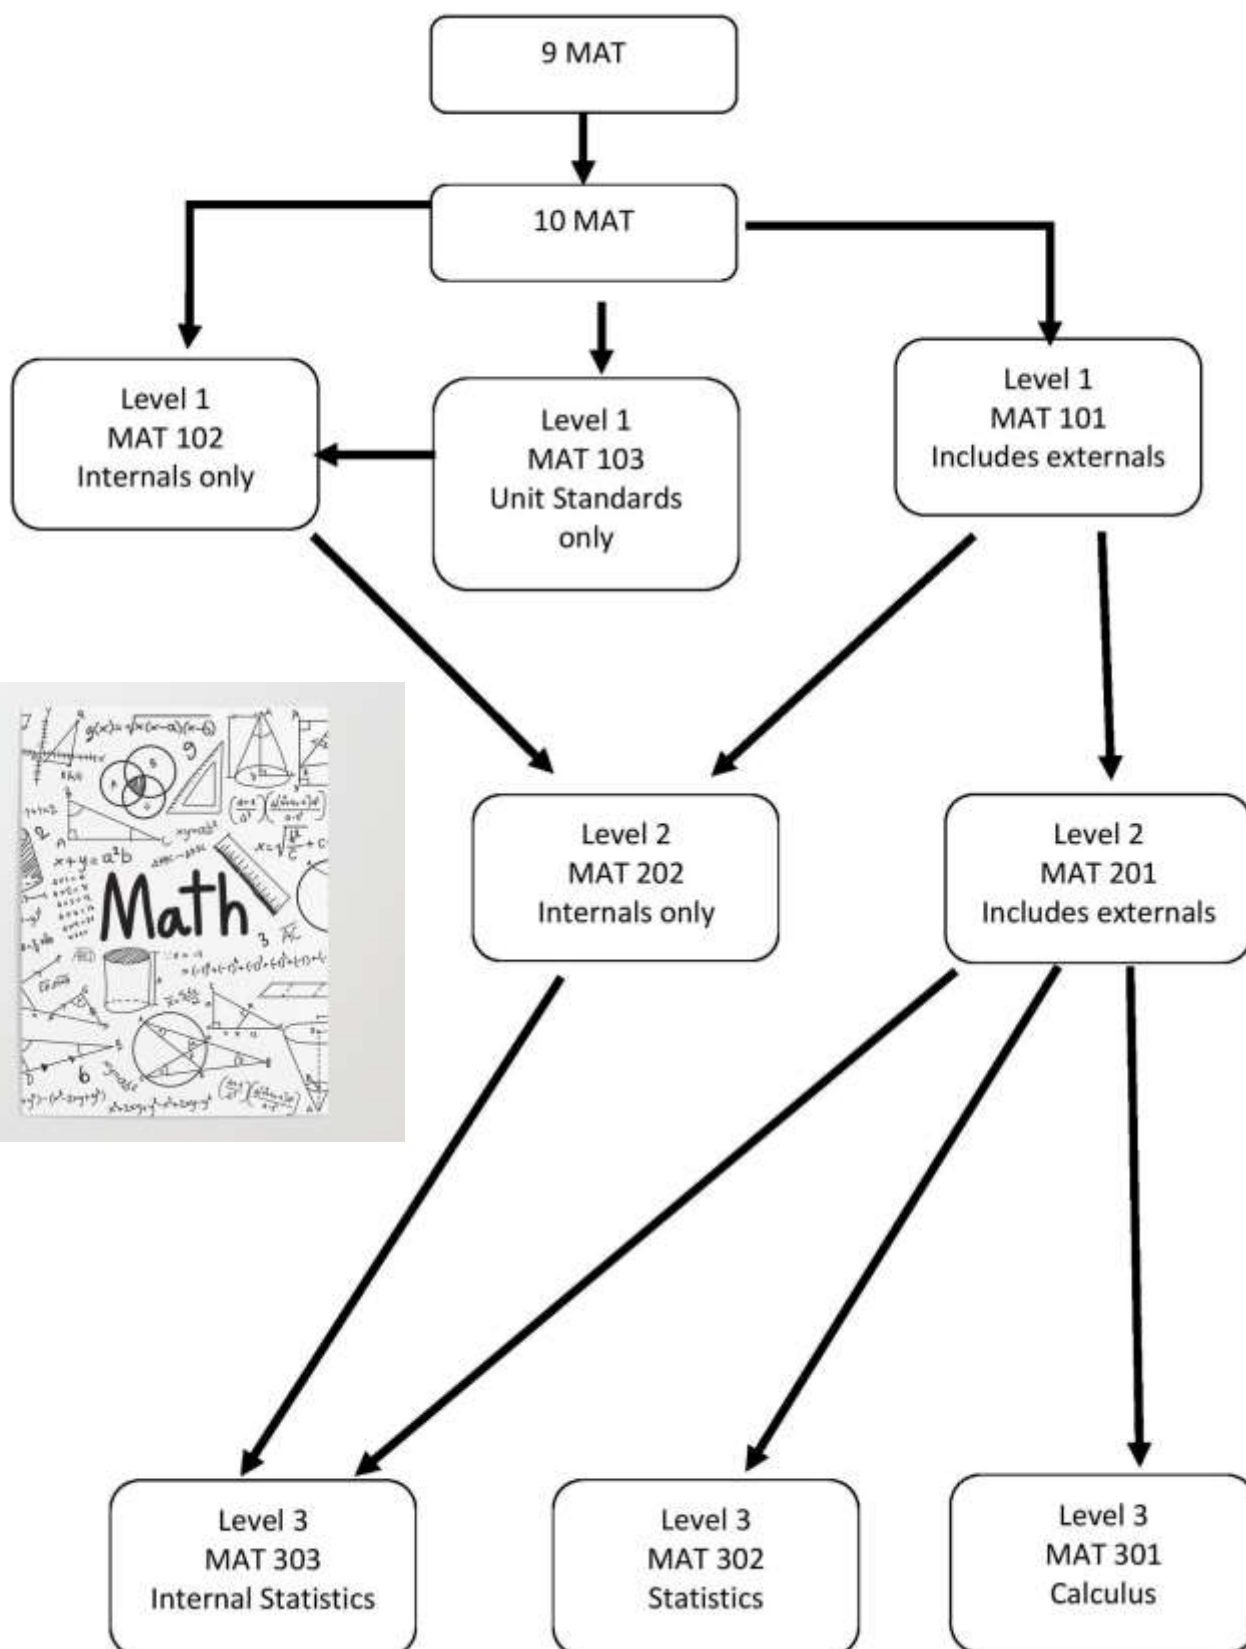 9 MAT
10 MAT
Level 1
MAT 102
Internals only
Level 1
MAT 103
Unit Standards
only
Level 1
MAT 101
Includes externals
g(x)=√x(x-a)(x-b)
x+y=a²b
Math
Level 2
MAT 202
Internals only
Level 2
MAT 201
Includes externals
Level 3
MAT 303
Internal Statistics
Level 3
MAT 302
Statistics
Level 3
MAT 301
Calculus